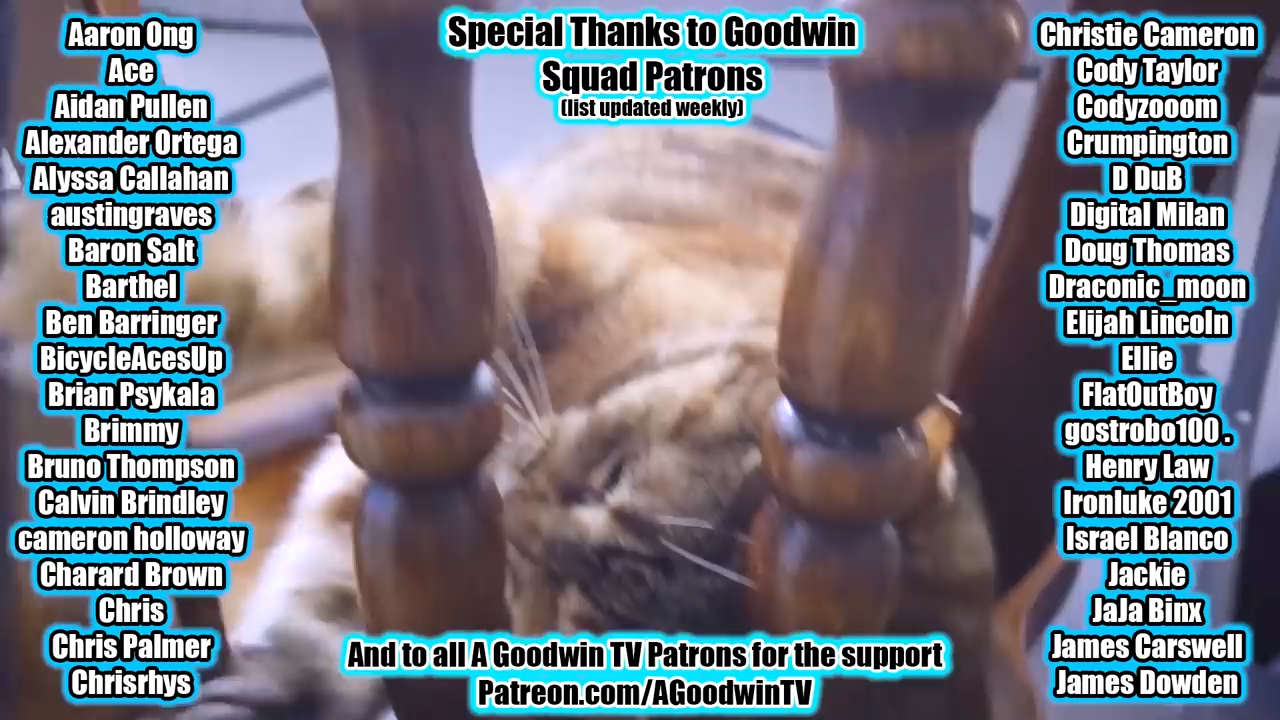 Aaron Ong
Ace
Aidan Pullen
Alexander Ortega
Alyssa Callahan
austingraves
Baron Salt
Barthel
Ben Barringer
BicycleAcesUp
Brian Psykala
Brimmy
Bruno Thompson
Calvin Brindley
cameron holloway
Charard Brown
Chris
Chris Palmer
Chrisrhys
Special Thanks to Goodwin
Squad Patrons
(list updated weekly)
And to all A Goodwin TV Patrons for the support
Patreon.com/AGoodwinTV
Christie Cameron
Cody Taylor
Codyzooom
Crumpington
D DuB
Digital Milan
Doug Thomas
Draconic_moon
Elijah Lincoln
Ellie
FlatOutBoy
gostrobo100 .
Henry Law
Ironluke 2001
Israel Blanco
Jackie
JaJa Binx
James Carswell
James Dowden